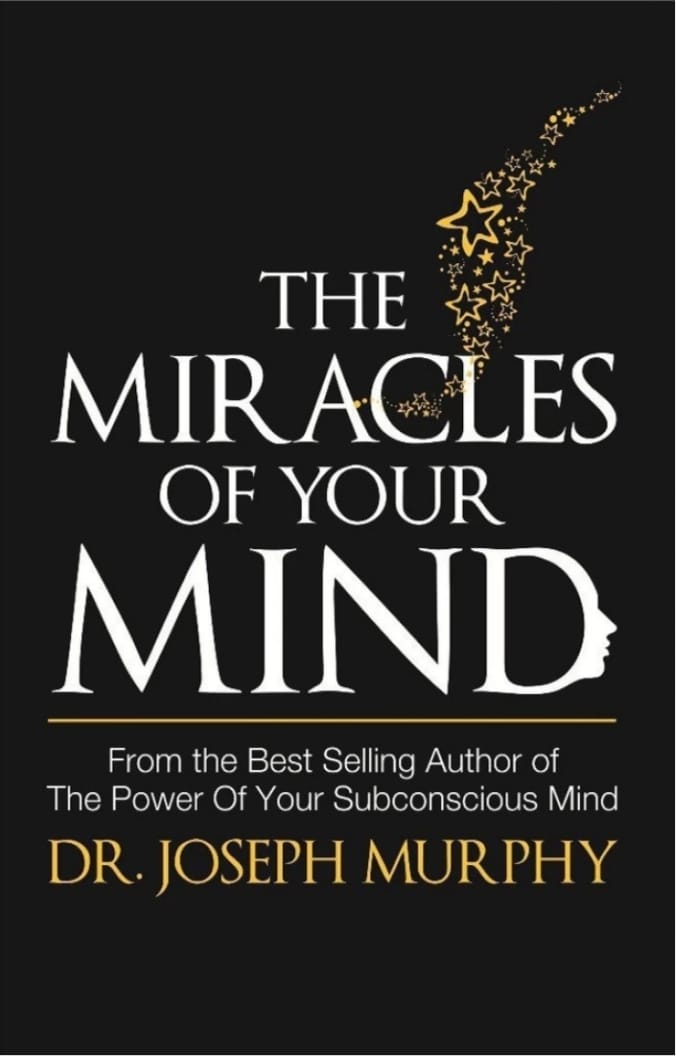 THE
MIRACLES
OF YOUR
MIND
From the Best Selling Author of
The Power Of Your Subconscious Mind
DR. JOSEPH MURPHY